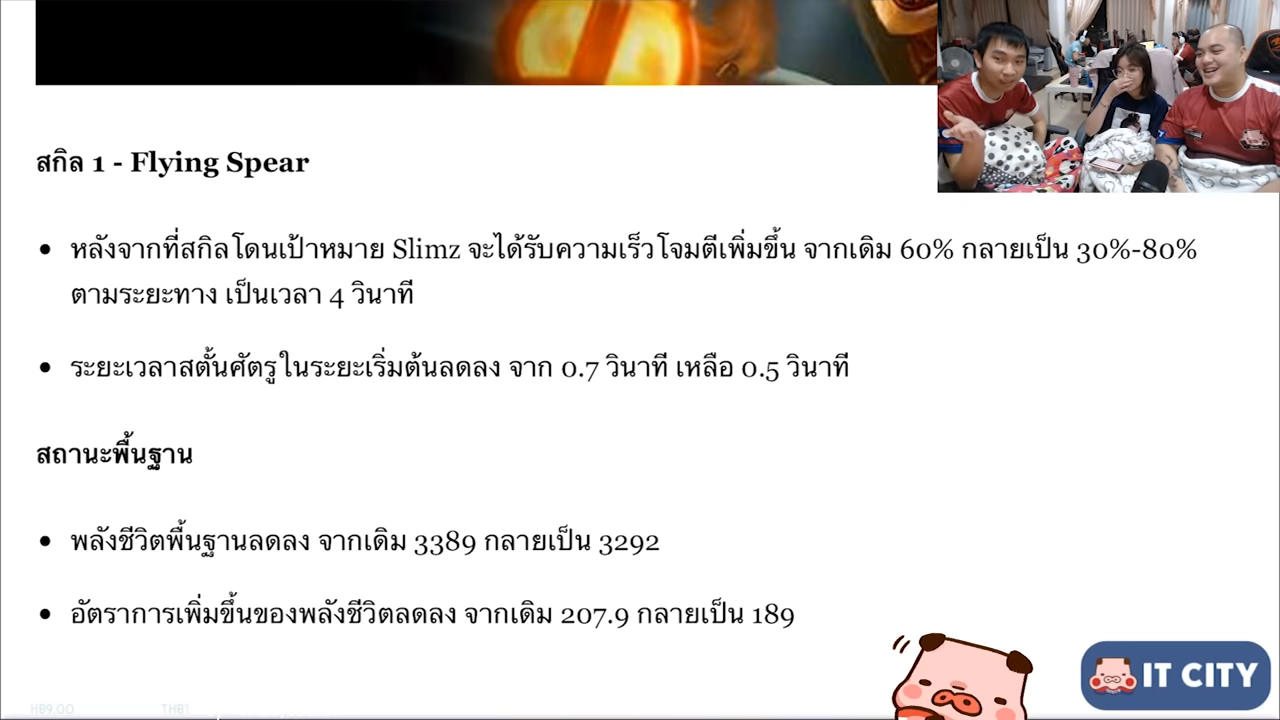 สกิล 1 - Flying Spear
หลังจากที่สกิลโดนเป้าหมาย Slimz จะได้รับความเร็วโจมตีเพิ่มขึ้น จากเดิม 60% กลายเป็น 30%-80%
ตามระยะทาง เป็นเวลา 4 วินาที
ระยะเวลาสตั้นศัตรูในระยะเริ่มต้นลดลง จาก 0.7 วินาที เหลือ 0.5 วินาที
สถานะพื้นฐาน
พลังชีวิตพื้นฐานลดลง จากเดิม 3389 กลายเป็น 3292
อัตราการเพิ่มขึ้นของพลังชีวิตลดลง จากเดิม 207.9 กลายเป็น 189
IT CITY